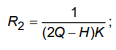 R₂ = 1 / (2Q – H)K ;